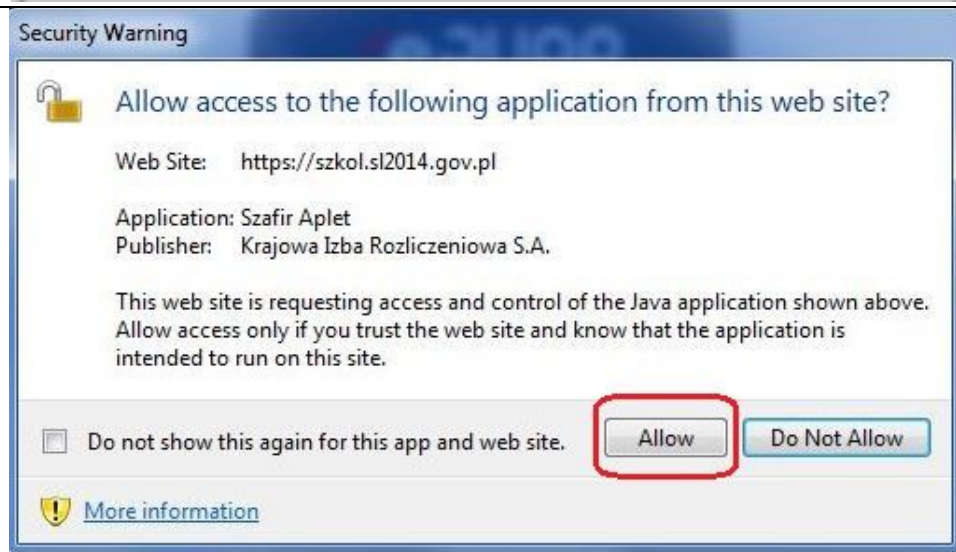 Security Warning
Allow access to the following application from this web site?
Web Site: https://szkol.sl2014.gov.pl
Application: Szafir Aplet
Publisher: Krajowa Izba Rozliczeniowa S.A.
This web site is requesting access and control of the Java application shown above.
Allow access only if you trust the web site and know that the application is
intended to run on this site.
Do not show this again for this app and web site. Allow Do Not Allow
More information